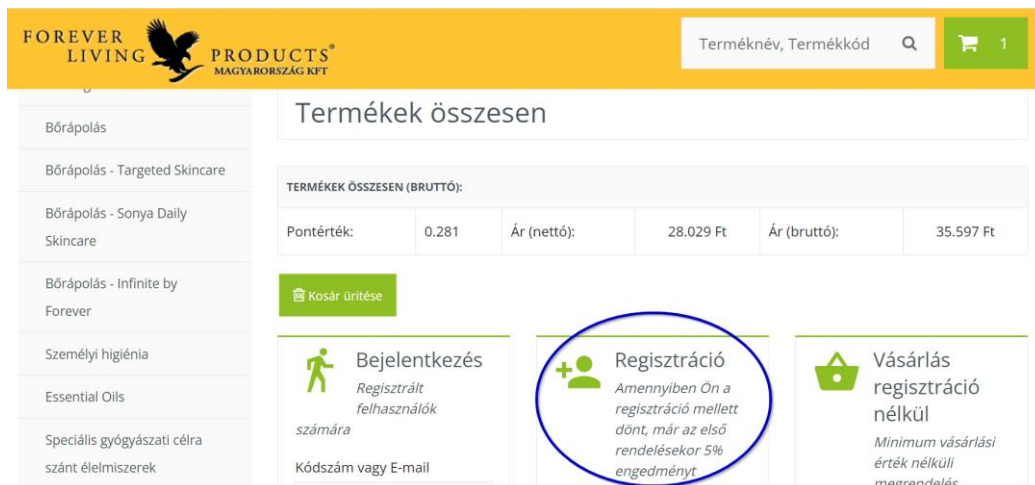 FOREVER
LIVING PRODUCTS®
MAGYARORSZÁG KFT
Terméknév, Termékkód
1
Bőrápolás
Bőrápolás - Targeted Skincare
Bőrápolás - Sonya Daily
Skincare
Bőrápolás - Infinite by
Forever
Személyi higiénia
Essential Oils
Speciális gyógyászati célra
szánt élelmiszerek
Termékek összesen
TERMÉKEK ÖSSZESEN (BRUTTÓ):
Pontérték: 0.281 Ár (nettó): 28.029 Ft Ár (bruttó): 35.597 Ft
Kosár ürítése
Bejelentkezés
Regisztrált
felhasználók
számára
Kódszám vagy E-mail
Regisztráció
Amennyiben Ön a
regisztráció mellett
dönt, már az első
rendelésekor 5%
engedményt
Vásárlás
regisztráció
nélkül
Minimum vásárlási
érték nélküli
megrendelés